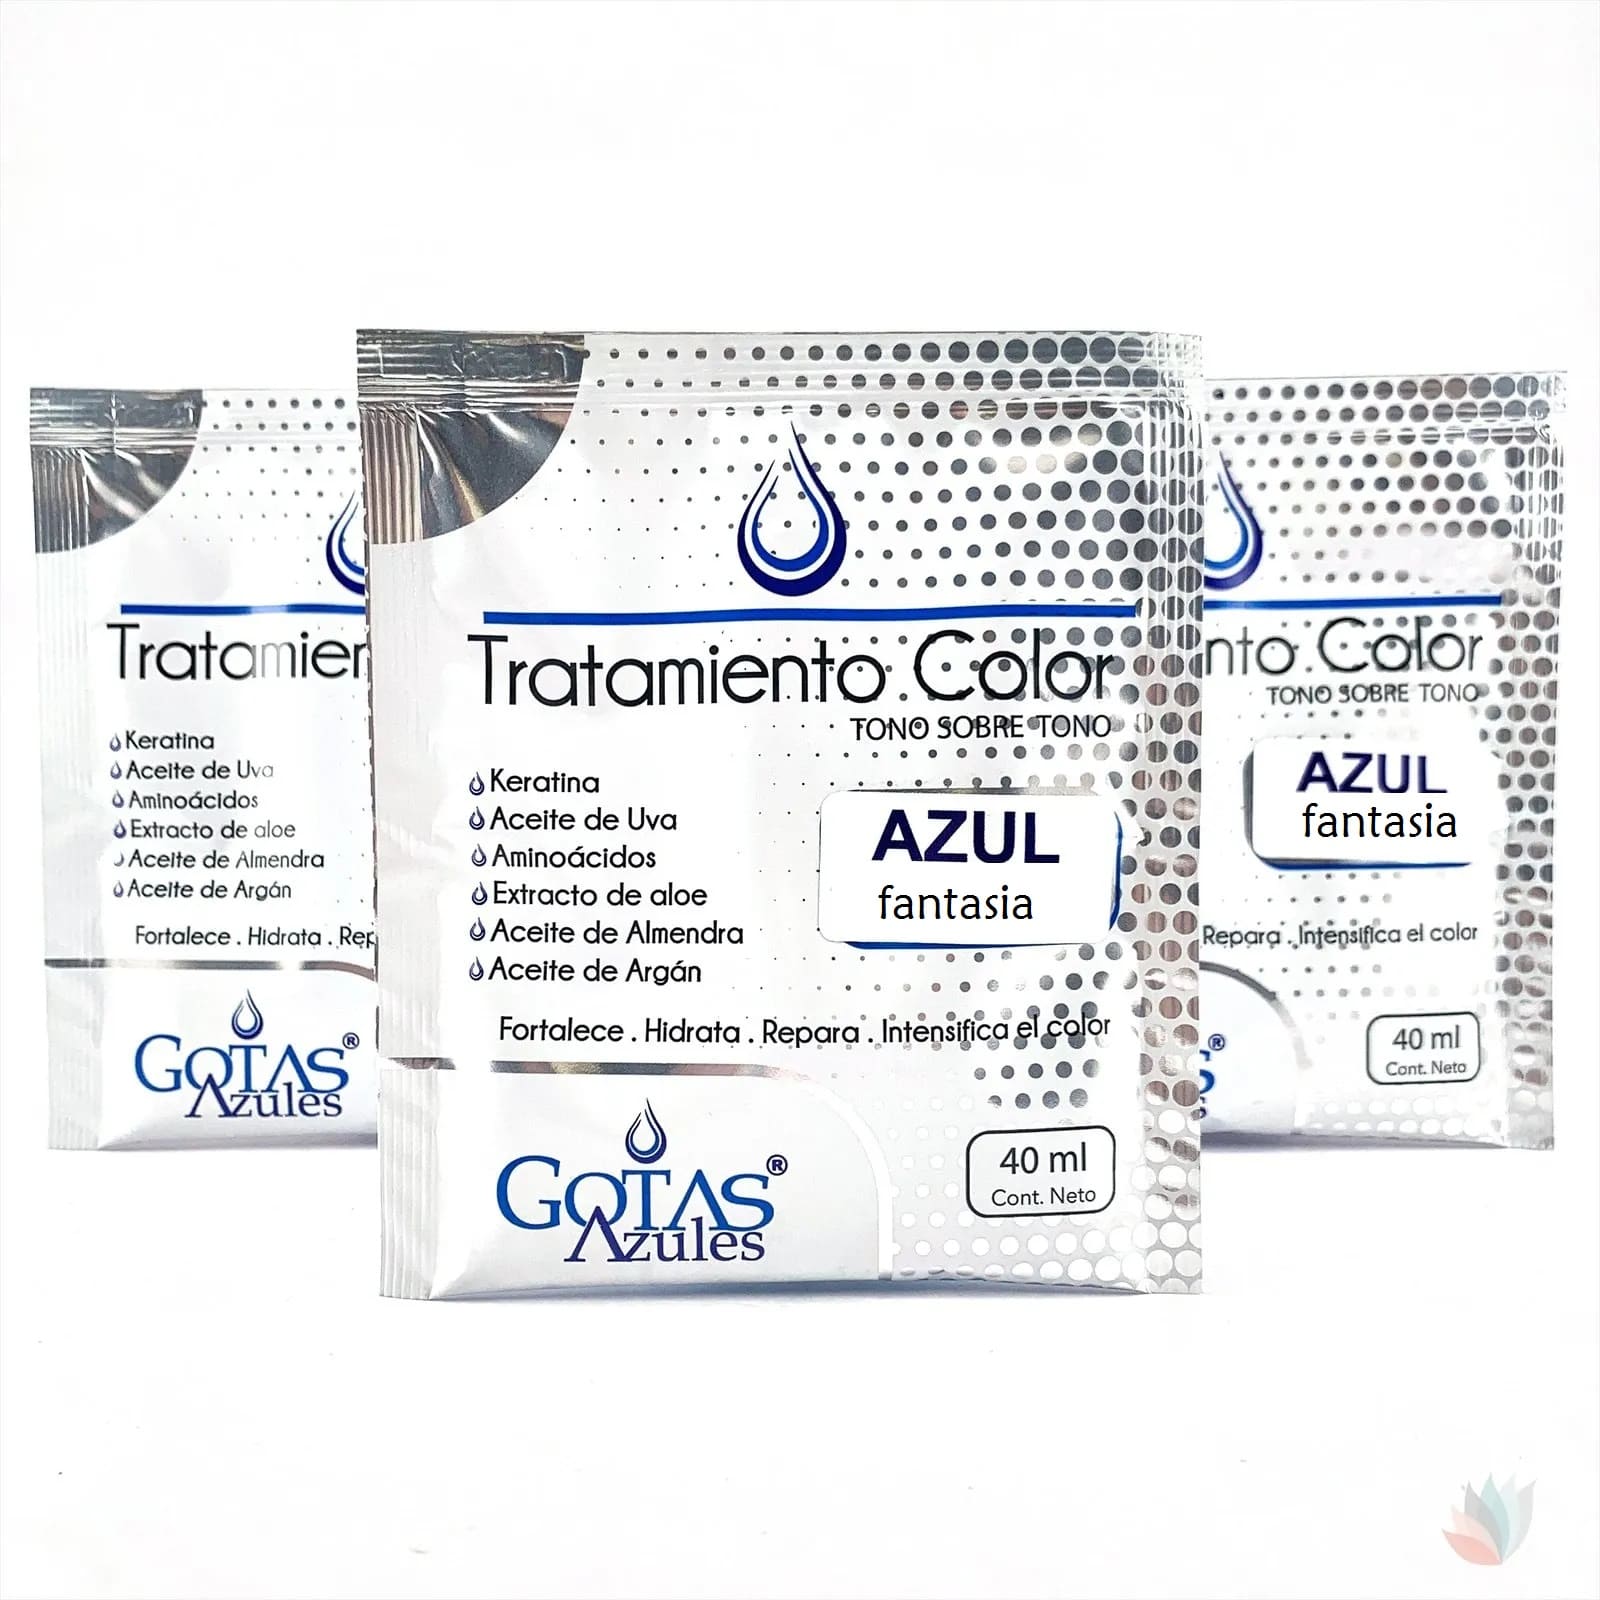 Tratamiento Color
TONO SOBRE TONO
Keratina
Aceite de Uva
Aminoácidos
Extracto de aloe
Aceite de Almendra
Aceite de Argán
AZUL
fantasia
Fortalece . Hidrata . Repara . Intensifica el color
GOTAS®
Azules
40 ml
Cont. Neto
Tratamier
Keratina
Aceite de Uva
Aminoácidos
Extracto de aloe
Aceite de Almendra
Aceite de Argán
Fortalece . Hidrata . Rep
GOTAS®
Azules
nto Color
TONO SOBRE TONO
AZUL
fantasia
Repara . Intensifica el color
S®
s
40 ml
Cont. Neto